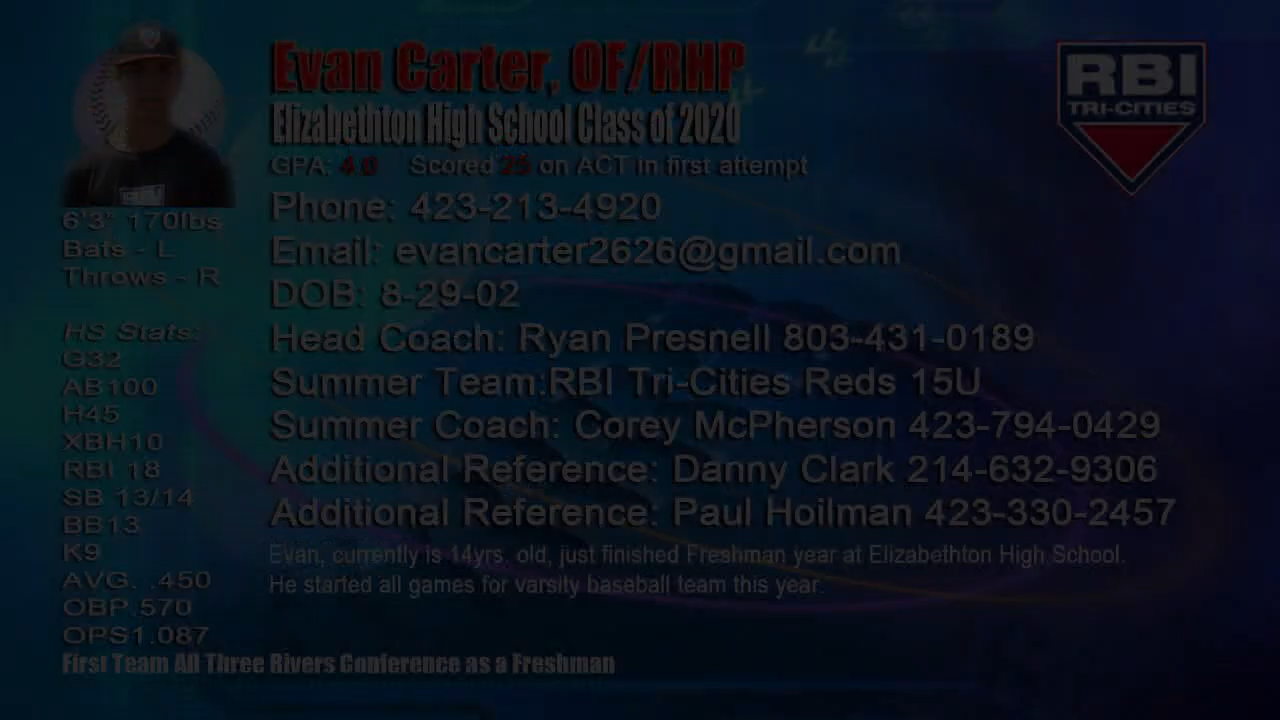 Evan Carter, OF/RHP
Elizabethton High School Class of 2020
GPA: 4.0 Scored 25 on ACT in first attempt
Phone: 423-213-4920
Email: evancarter2626@gmail.com
DOB: 8-29-02
Head Coach: Ryan Presnell 803-431-0189
Summer Team:RBI Tri-Cities Reds 15U
Summer Coach: Corey McPherson 423-794-0429
Additional Reference: Danny Clark 214-632-9306
Additional Reference: Paul Hoilman 423-330-2457
Evan, currently is 14yrs. old, just finished Freshman year at Elizabethton High School.
He started all games for varsity baseball team this year.
RBI
TRI-CITIES
RBI
6'3" 170lbs
Bats - L
Throws - R
HS Stats:
G32
AB100
H45
XBH10
RBI 18
SB 13/14
BB13
K9
AVG. .450
OBP.570
OPS1.087
First Team All Three Rivers Conference as a Freshman